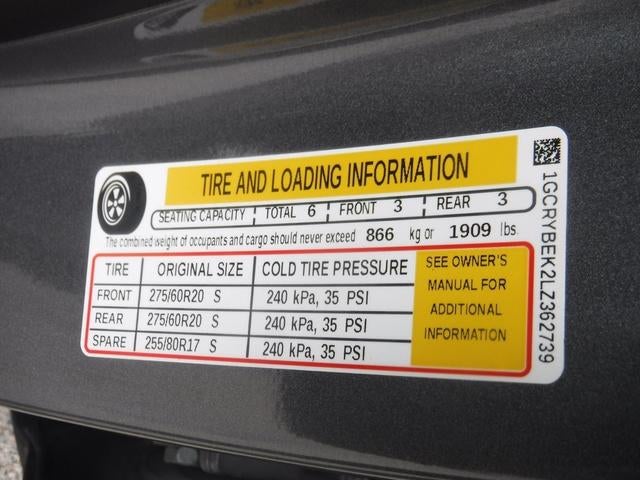 TIRE AND LOADING INFORMATION
SEATING CAPACITY TOTAL 6 FRONT 3 REAR 3
The combined weight of occupants and cargo should never exceed 866 kg or 1909 lbs.
TIRE ORIGINAL SIZE COLD TIRE PRESSURE
FRONT 275/60R20 S 240 kPa, 35 PSI
REAR 275/60R20 S 240 kPa, 35 PSI
SPARE 255/80R17 S 240 kPa, 35 PSI
SEE OWNER'S
MANUAL FOR
ADDITIONAL
INFORMATION
1GCRYBEK2LZ362739